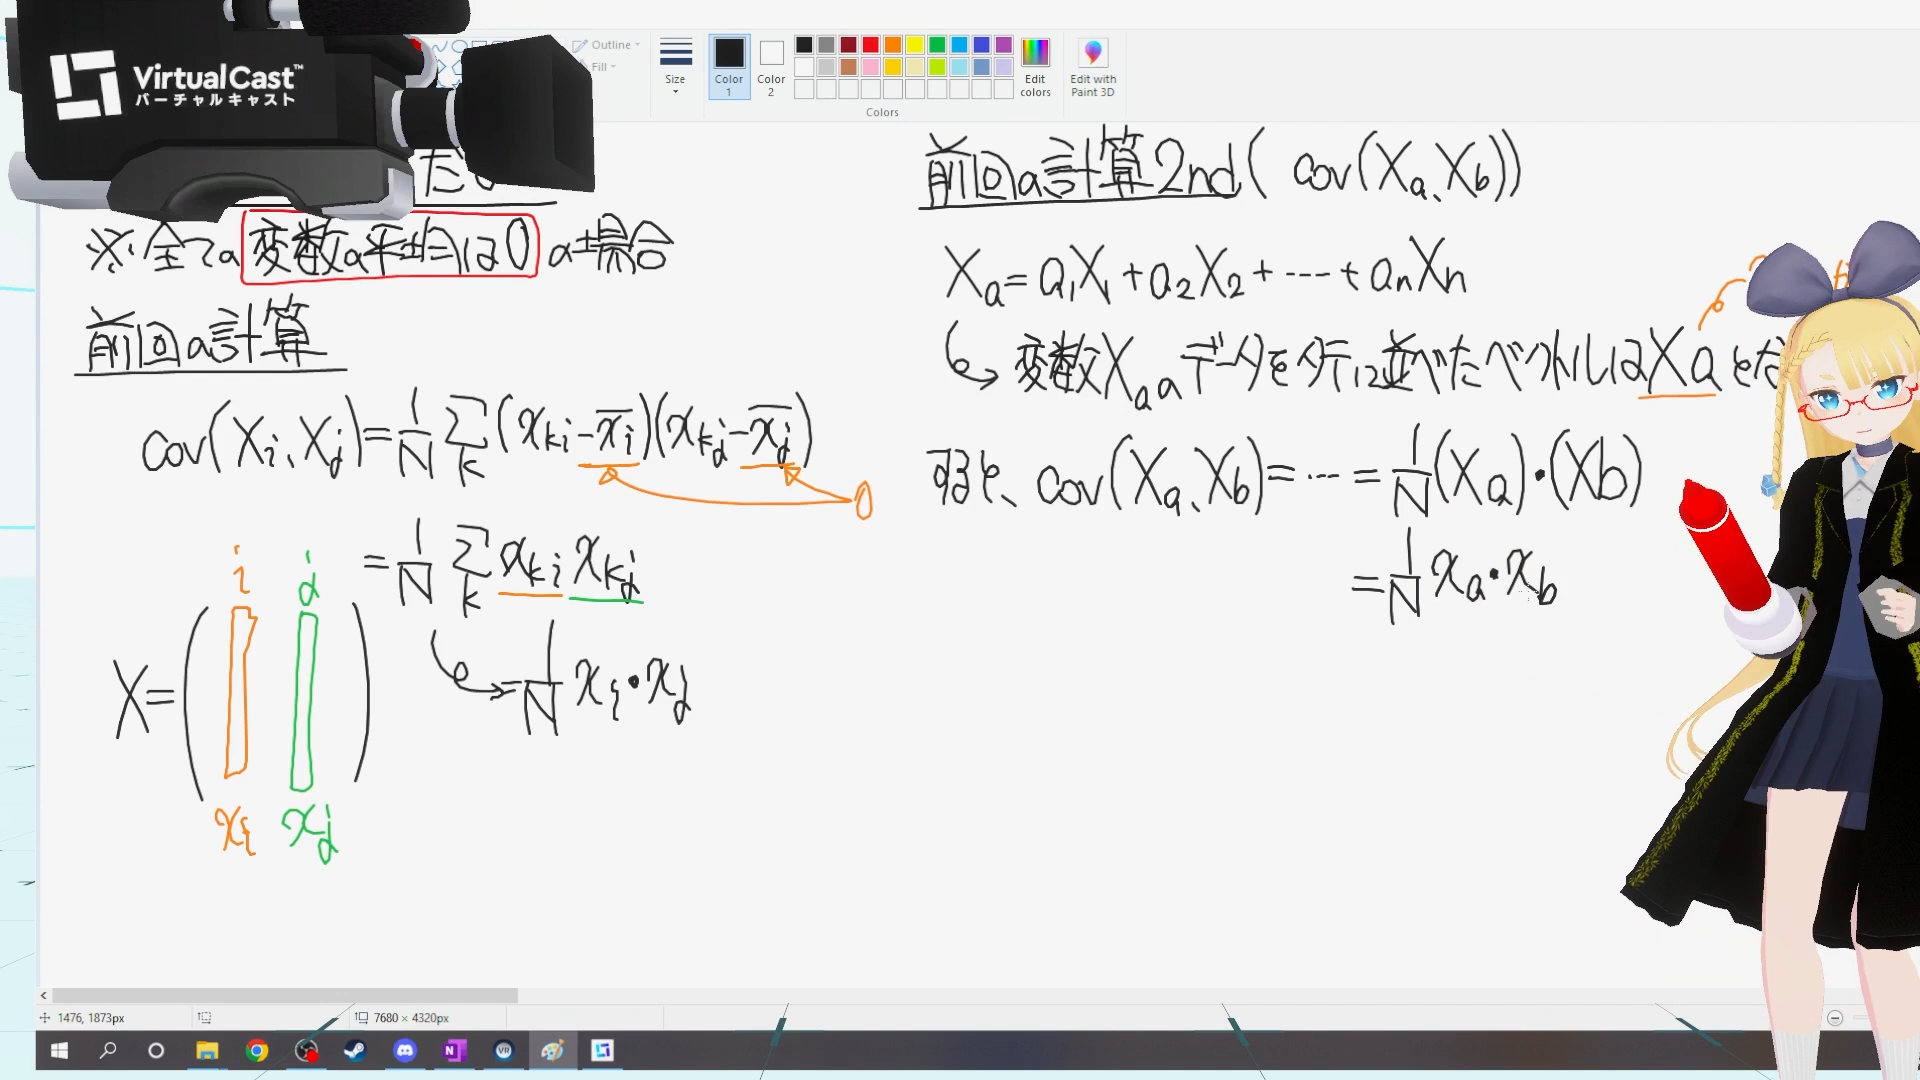 VirtualCast™
バーチャルキャスト
Outline
Fill
Size
Color 1
Color 2
Edit colors
Edit with Paint 3D
Colors
※全ての変数の平均は0の場合
前回の計算
cov(Xi、Xj)=1/N Σk (xki-x̄i)(xkj-x̄j)
0
=1/N Σk xki xkj
=1/N xi・xj
i j
X=( )
xi xj
前回の計算2nd( cov(Xa、Xb))
Xa=a1X1+a2X2+----+anXn
変数Xaのデータを列に並べたベクトルはXaとな
すると、cov(Xa、Xb)=…=1/N(Xa)・(Xb)
=1/N xa・xb
1476, 1873px
7680 × 4320px